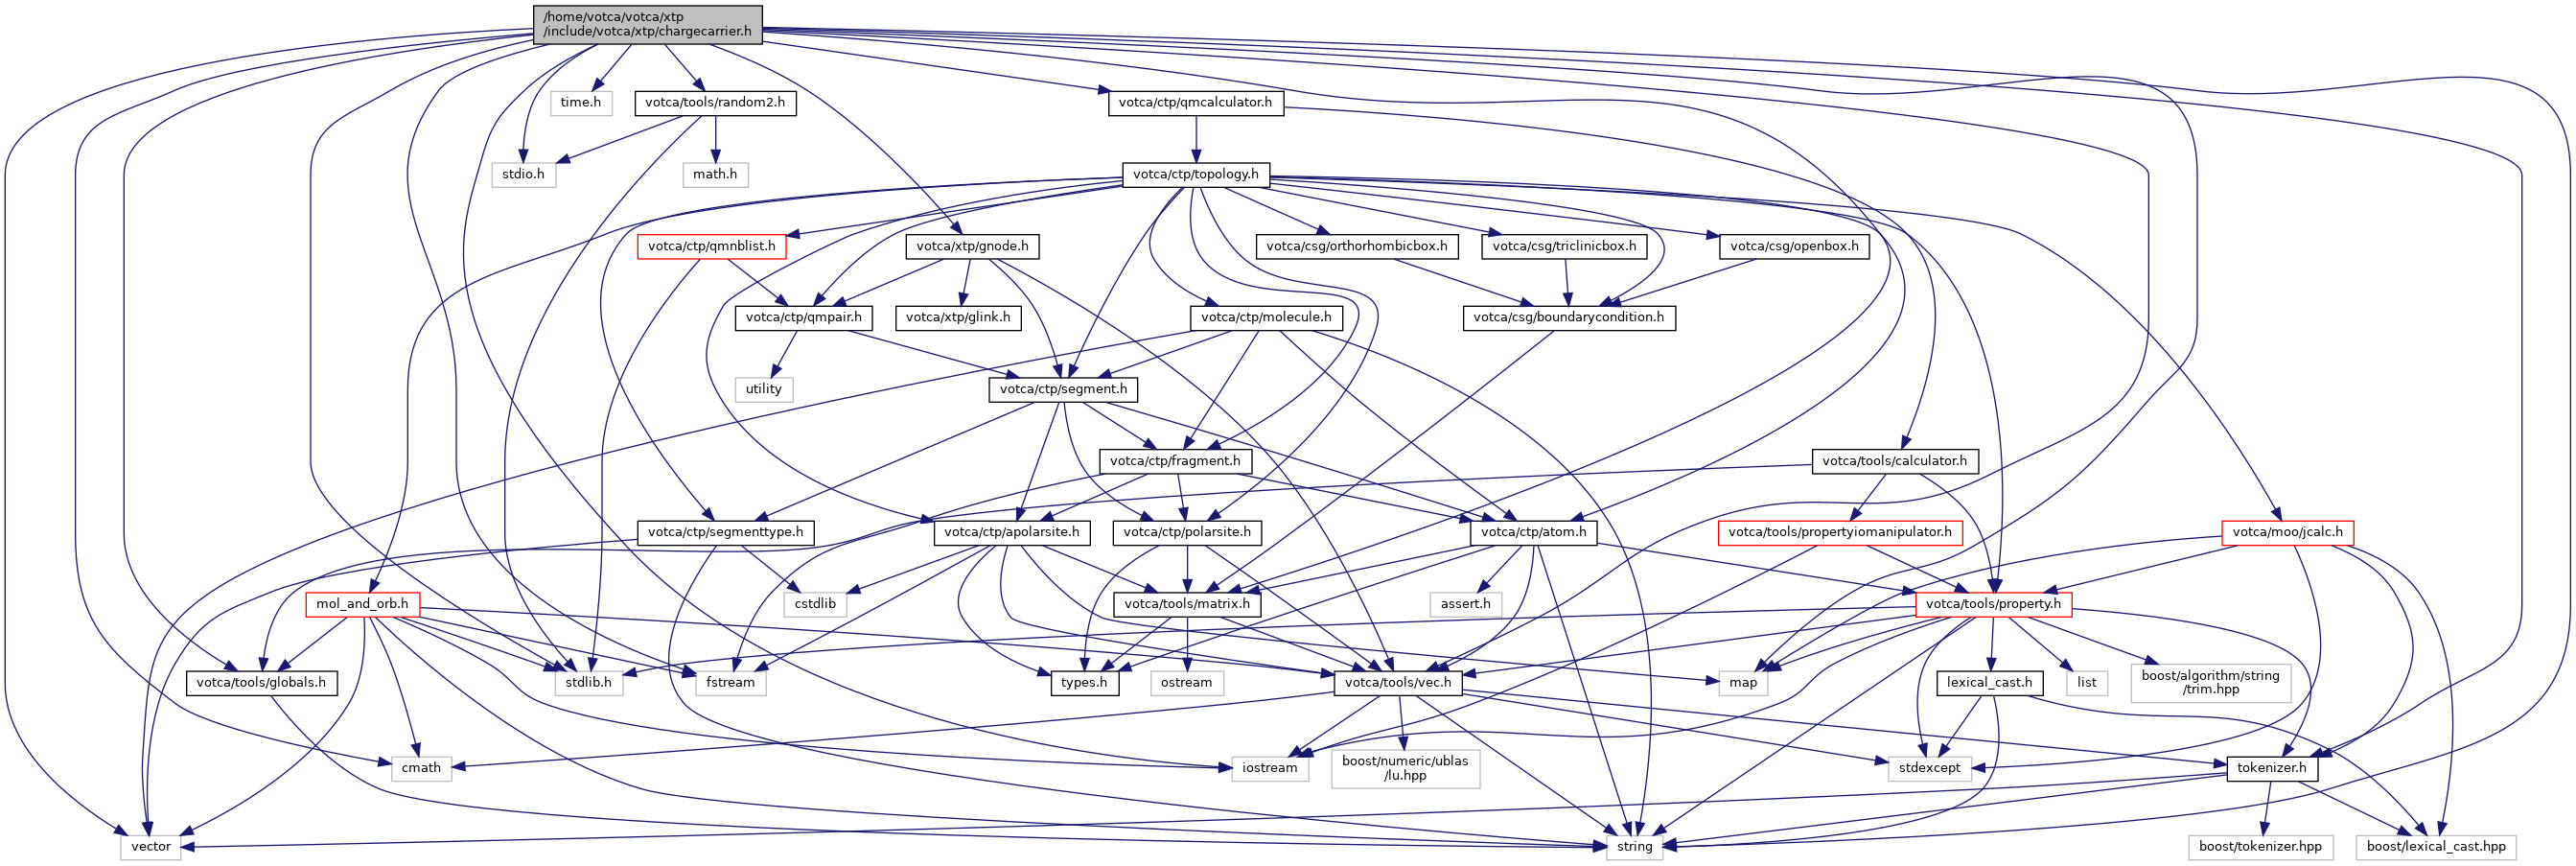 /home/votca/votca/xtp
/include/votca/xtp/chargecarrier.h
time.h
votca/tools/random2.h
votca/ctp/qmcalculator.h
stdio.h
math.h
votca/ctp/topology.h
votca/ctp/qmnblist.h
votca/xtp/gnode.h
votca/csg/orthorhombicbox.h
votca/csg/triclinicbox.h
votca/csg/openbox.h
votca/ctp/qmpair.h
votca/xtp/glink.h
votca/ctp/molecule.h
votca/csg/boundarycondition.h
utility
votca/ctp/segment.h
votca/ctp/fragment.h
votca/tools/calculator.h
votca/ctp/segmenttype.h
votca/ctp/apolarsite.h
votca/ctp/polarsite.h
votca/ctp/atom.h
votca/tools/propertyiomanipulator.h
votca/moo/jcalc.h
mol_and_orb.h
cstdlib
votca/tools/matrix.h
assert.h
votca/tools/property.h
votca/tools/globals.h
stdlib.h
fstream
types.h
ostream
votca/tools/vec.h
map
lexical_cast.h
list
boost/algorithm/string
/trim.hpp
cmath
iostream
boost/numeric/ublas
/lu.hpp
stdexcept
tokenizer.h
vector
string
boost/tokenizer.hpp
boost/lexical_cast.hpp